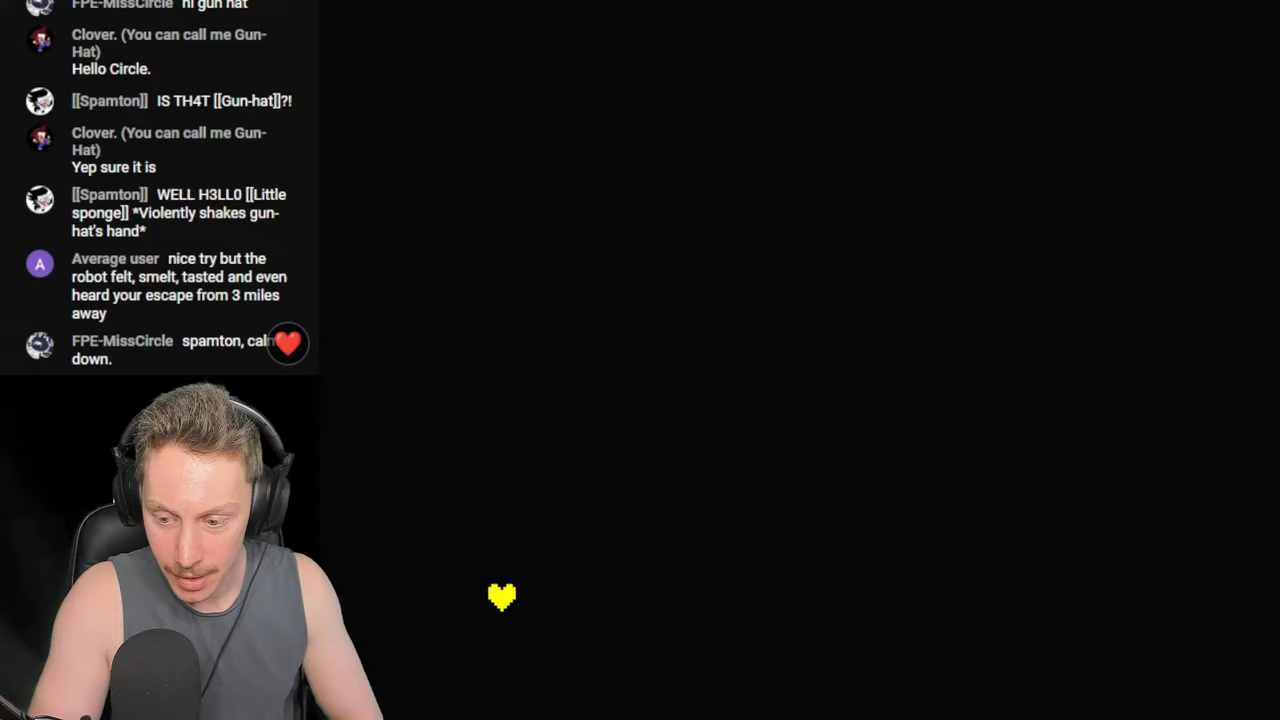 FPE-MissCircle hi gun hat
Clover. (You can call me Gun-
Hat)
Hello Circle.
[[Spamton]] IS TH4T [[Gun-hat]]?!
Clover. (You can call me Gun-
Hat)
Yep sure it is
[[Spamton]] WELL H3LL0 [[Little
sponge]] *Violently shakes gun-
hat's hand*
A
Average user nice try but the
robot felt, smelt, tasted and even
heard your escape from 3 miles
away
FPE-MissCircle spamton,
down.